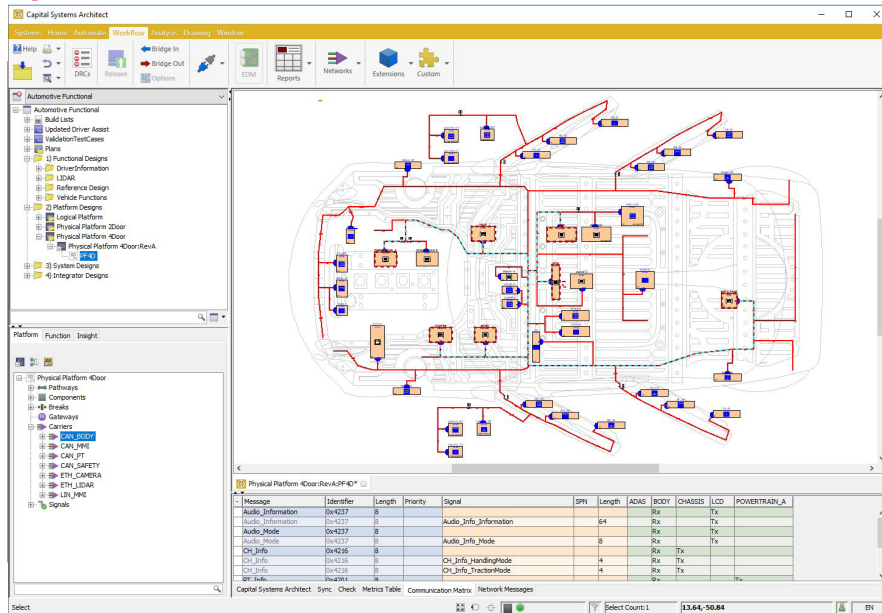 Capital Systems Architect
Systems Home Automate Workflow Analysis Drawing Window
Help
DRCs
Release
Bridge In
Bridge Out
Options
EDM
Reports
Networks
Extensions
Custom
Automotive Functional
Automotive Functional
Build Lists
Updated Driver Assist
ValidationTestCases
Plans
1) Functional Designs
DriverInformation
LIDAR
Reference Design
Vehicle Functions
2) Platform Designs
Logical Platform
Physical Platform 2Door
Physical Platform 4Door
Physical Platform 4Door:RevA
PF4D
3) System Designs
4) Integrator Designs
Platform Function Insight
Physical Platform 4Door
Pathways
Components
Breaks
Gateways
Carriers
CAN_BODY
CAN_MMI
CAN_PT
CAN_SAFETY
ETH_CAMERA
ETH_LIDAR
LIN_MMI
Signals
Physical Platform 4Door:RevA:PF4D*
- Message Identifier Length Priority Signal SPN Length ADAS BODY CHASSIS LCD POWERTRAIN_A
Audio_Information 0x4237 8 Rx Tx
Audio_Information 0x4237 8 Audio_Info_Information 64 Rx Tx
Audio_Mode 0x4237 8 Rx Tx
Audio_Mode 0x4237 8 Audio_Info_Mode 8 Rx Tx
CH_Info 0x4216 8 Rx Tx
CH_Info 0x4216 8 CH_Info_HandlingMode 4 Rx Tx
CH_Info 0x4216 8 CH_Info_TractionMode 4 Rx Tx
PT_Info 0x4201 8 Rx Tx
Capital Systems Architect Sync Check Metrics Table Communication Matrix Network Messages
Select
Select Count:1
13.64,-50.84
EN